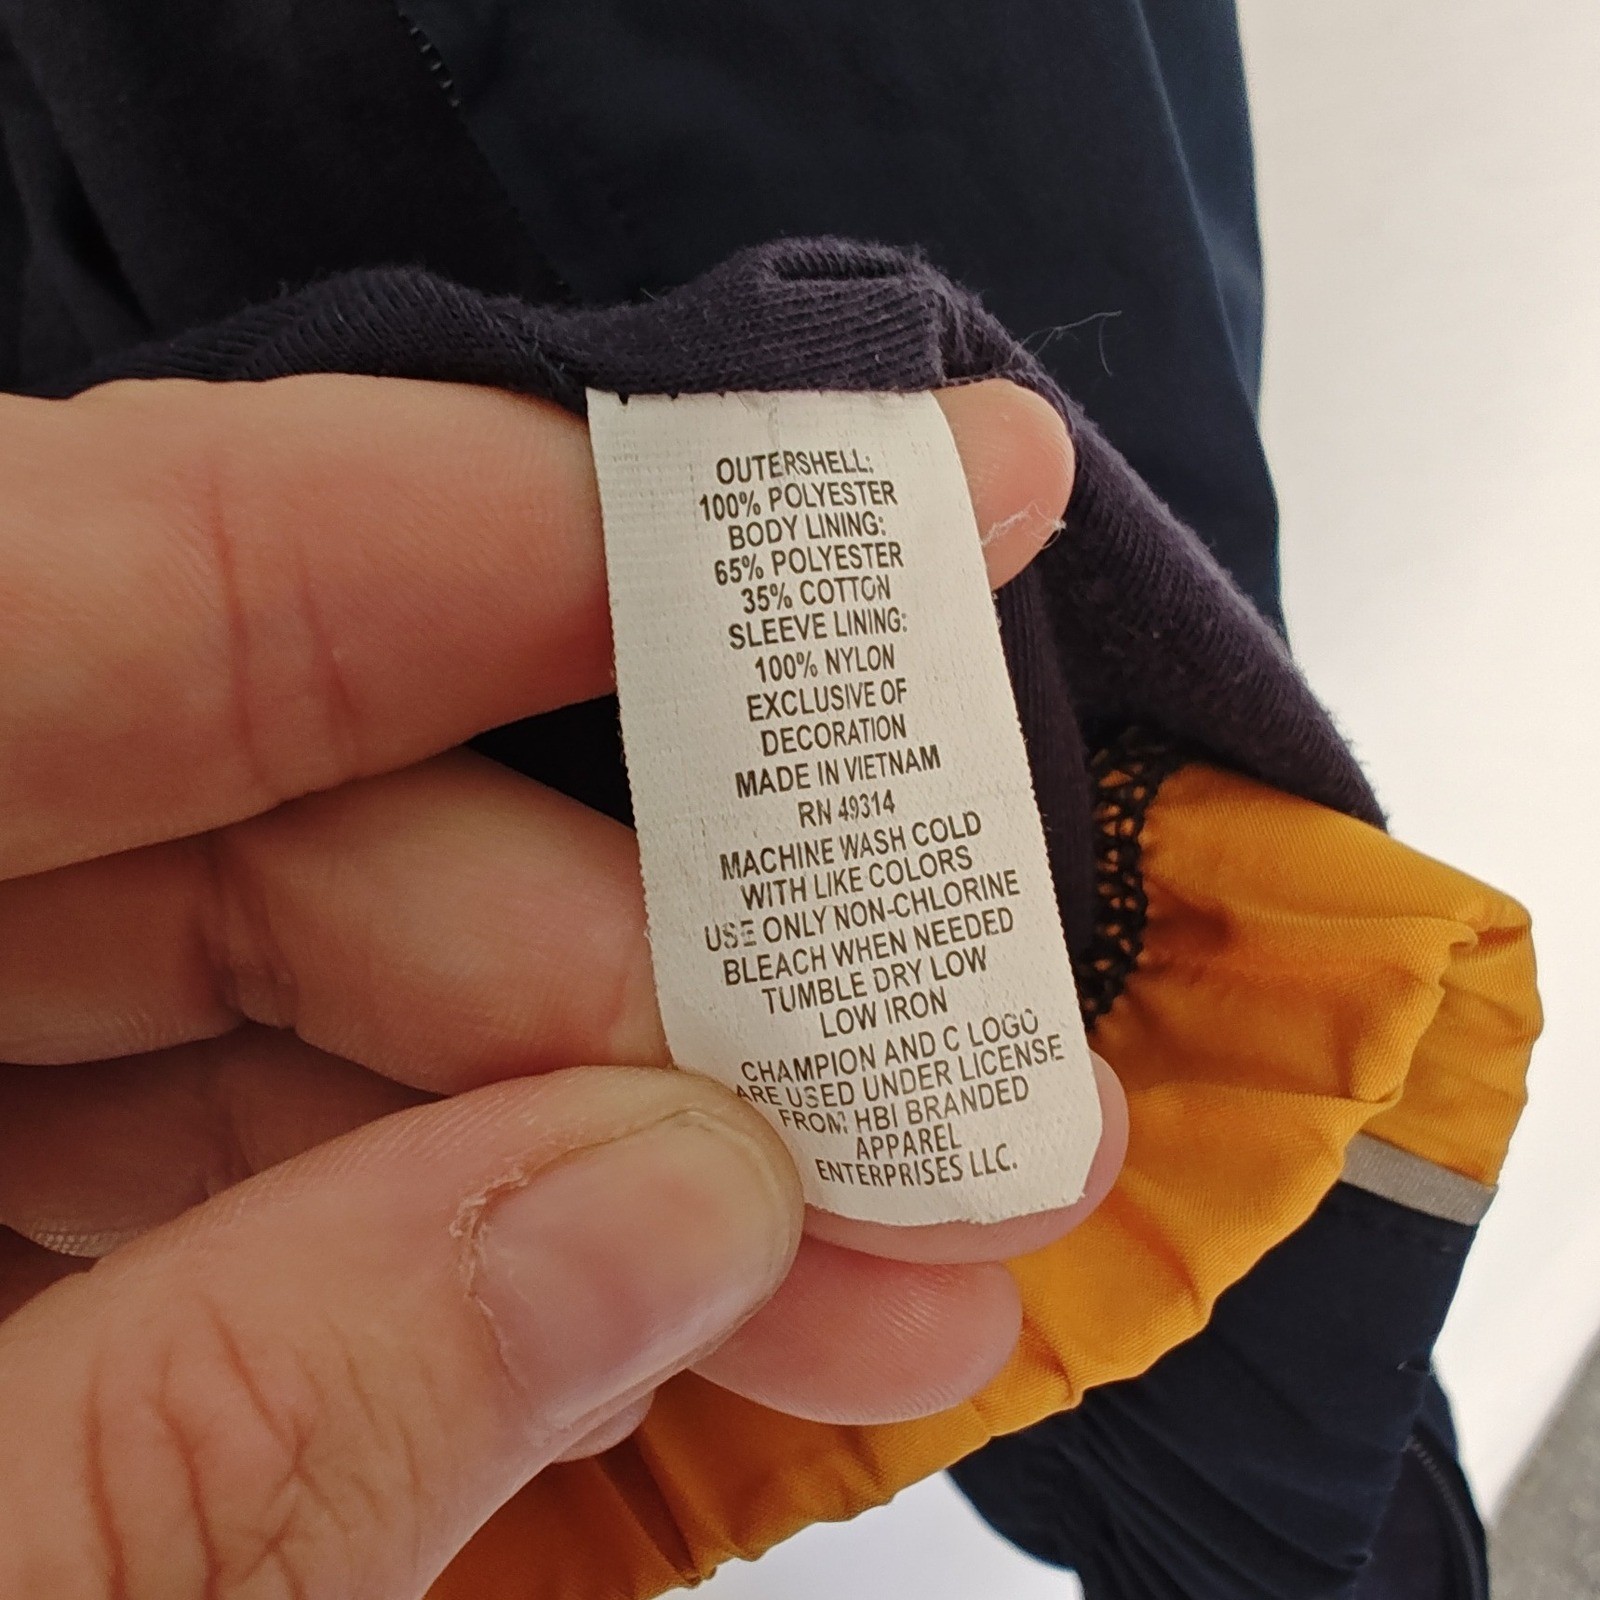 OUTERSHELL:
100% POLYESTER
BODY LINING:
65% POLYESTER
35% COTTON
SLEEVE LINING:
100% NYLON
EXCLUSIVE OF
DECORATION
MADE IN VIETNAM
RN 49314
MACHINE WASH COLD
WITH LIKE COLORS
USE ONLY NON-CHLORINE
BLEACH WHEN NEEDED
TUMBLE DRY LOW
LOW IRON
CHAMPION AND C LOGO
ARE USED UNDER LICENSE
FROM HBI BRANDED
APPAREL
ENTERPRISES LLC.